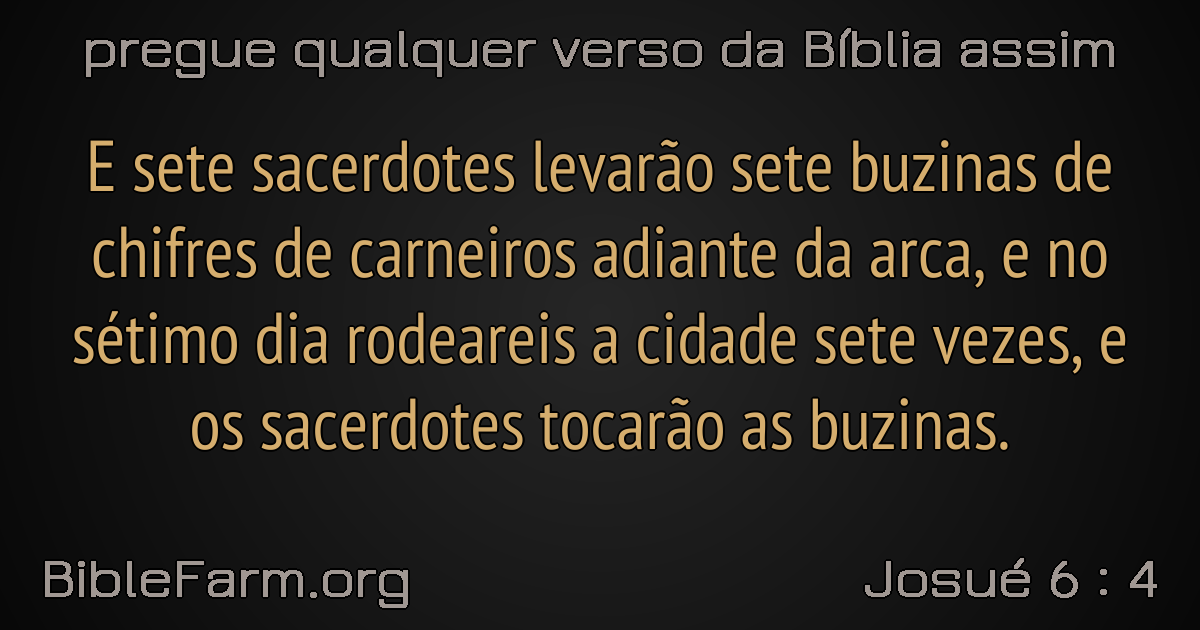 pregue qualquer verso da Bíblia assim
E sete sacerdotes levarão sete buzinas de
chifres de carneiros adiante da arca, e no
sétimo dia rodeareis a cidade sete vezes, e
os sacerdotes tocarão as buzinas.
BibleFarm.org
Josué 6 : 4